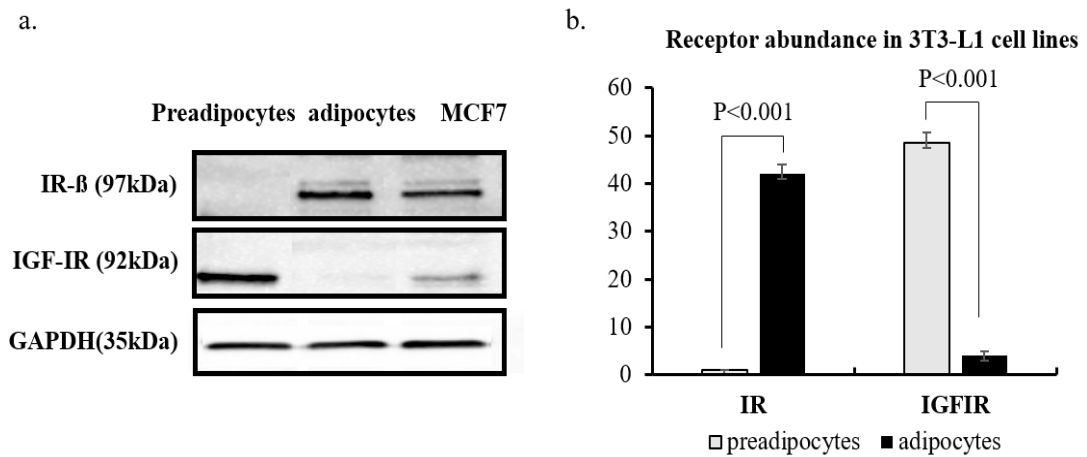 a.
Preadipocytes adipocytes MCF7
IR-ß (97kDa)
IGF-IR (92kDa)
GAPDH(35kDa)
b.
Receptor abundance in 3T3-L1 cell lines
60
50
40
30
20
10
0
P<0.001
P<0.001
IR
IGFIR
preadipocytes
adipocytes